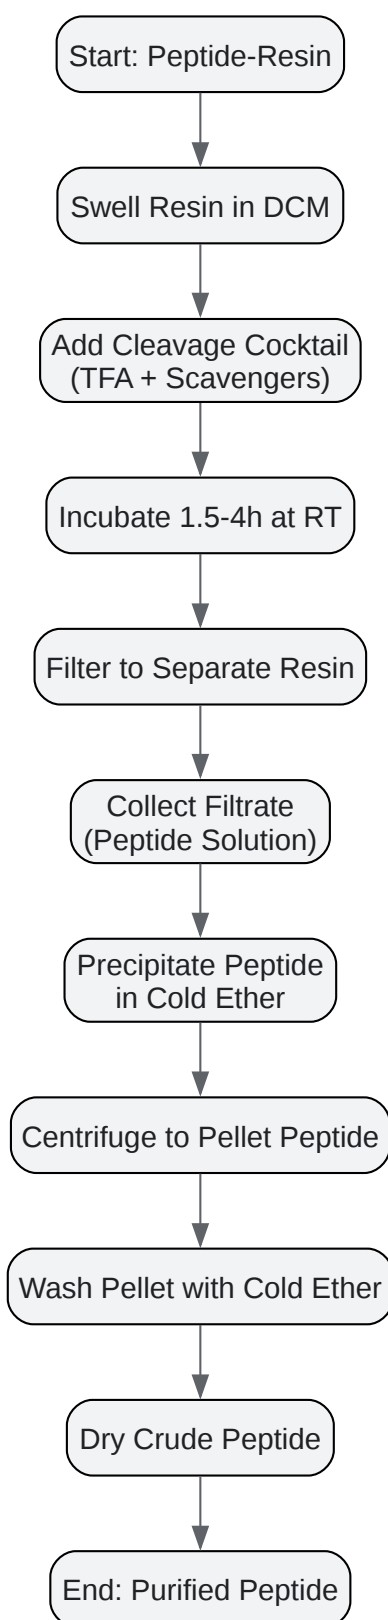 Start: Peptide-Resin
Swell Resin in DCM
Add Cleavage Cocktail
(TFA + Scavengers)
Incubate 1.5-4h at RT
Filter to Separate Resin
Collect Filtrate
(Peptide Solution)
Precipitate Peptide
in Cold Ether
Centrifuge to Pellet Peptide
Wash Pellet with Cold Ether
Dry Crude Peptide
End: Purified Peptide